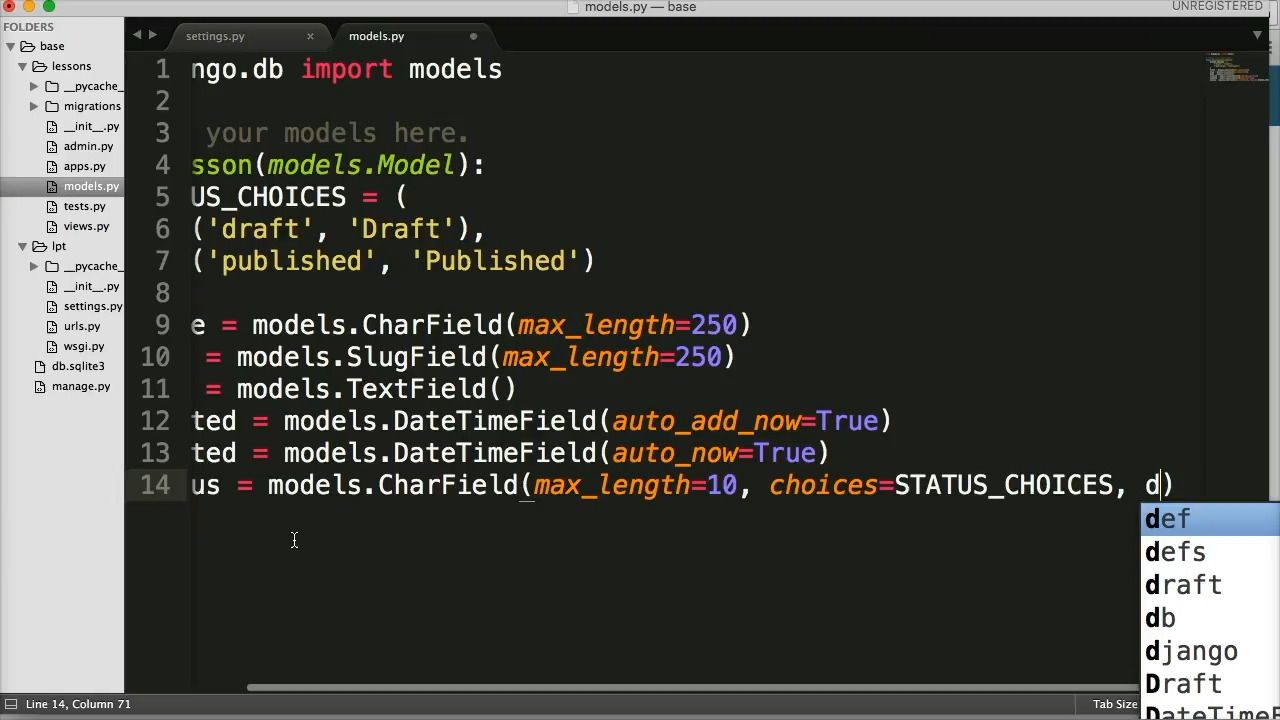 models.py — base
UNREGISTERED
FOLDERS
base
lessons
__pycache_
migrations
__init__.py
admin.py
apps.py
models.py
tests.py
views.py
lpt
__pycache_
__init__.py
settings.py
urls.py
wsgi.py
db.sqlite3
manage.py
settings.py ×
models.py
1 ngo.db import models
2
3 your models here.
4 sson(models.Model):
5 US_CHOICES = (
6 ('draft', 'Draft'),
7 ('published', 'Published')
8
9 e = models.CharField(max_length=250)
10 = models.SlugField(max_length=250)
11 = models.TextField()
12 ted = models.DateTimeField(auto_add_now=True)
13 ted = models.DateTimeField(auto_now=True)
14 us = models.CharField(max_length=10, choices=STATUS_CHOICES, d)
def
defs
draft
db
django
Draft
DateTimeF
Line 14, Column 71
Tab Size